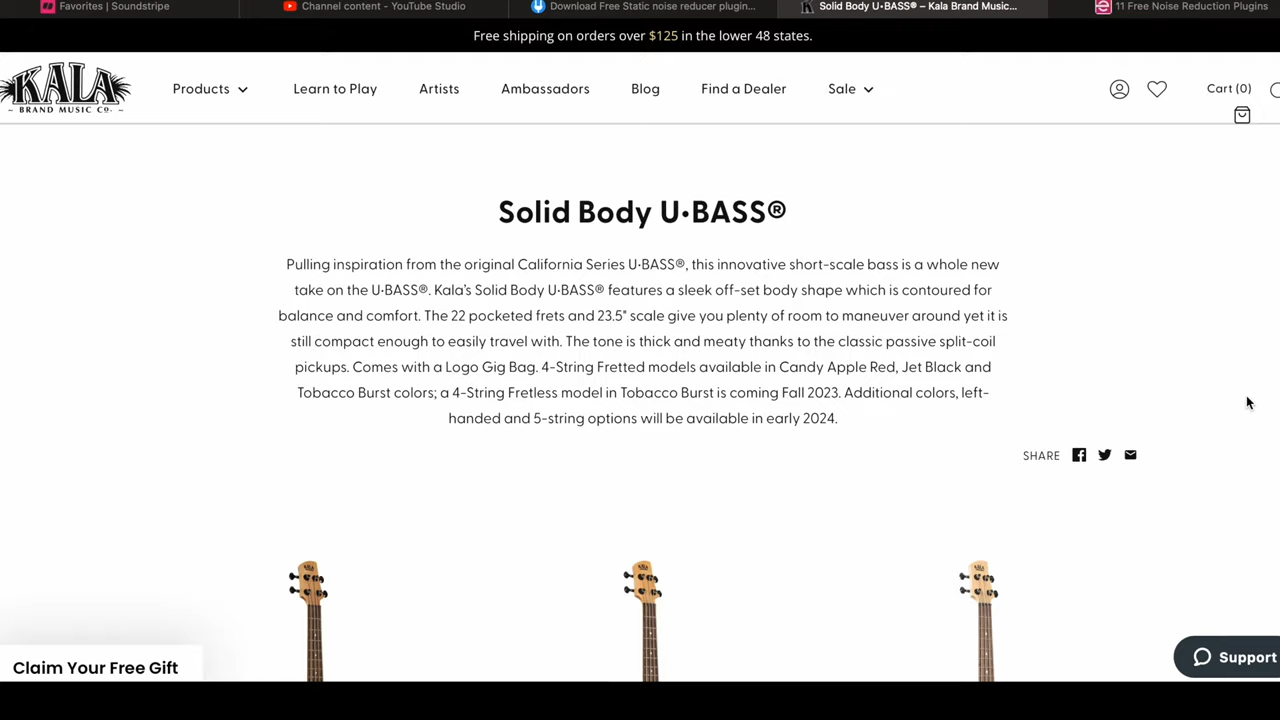 Favorites | Soundstripe
Channel content - YouTube Studio
Download Free Static noise reducer plugin...
Solid Body U•BASS® – Kala Brand Music...
11 Free Noise Reduction Plugins
Free shipping on orders over $125 in the lower 48 states.
KALA
BRAND MUSIC CO.
Products
Learn to Play
Artists
Ambassadors
Blog
Find a Dealer
Sale
Cart (0)
Solid Body U•BASS®
Pulling inspiration from the original California Series U•BASS®, this innovative short-scale bass is a whole new
take on the U•BASS®. Kala's Solid Body U•BASS® features a sleek off-set body shape which is contoured for
balance and comfort. The 22 pocketed frets and 23.5" scale give you plenty of room to maneuver around yet it is
still compact enough to easily travel with. The tone is thick and meaty thanks to the classic passive split-coil
pickups. Comes with a Logo Gig Bag. 4-String Fretted models available in Candy Apple Red, Jet Black and
Tobacco Burst colors; a 4-String Fretless model in Tobacco Burst is coming Fall 2023. Additional colors, left-
handed and 5-string options will be available in early 2024.
SHARE
Claim Your Free Gift
Support